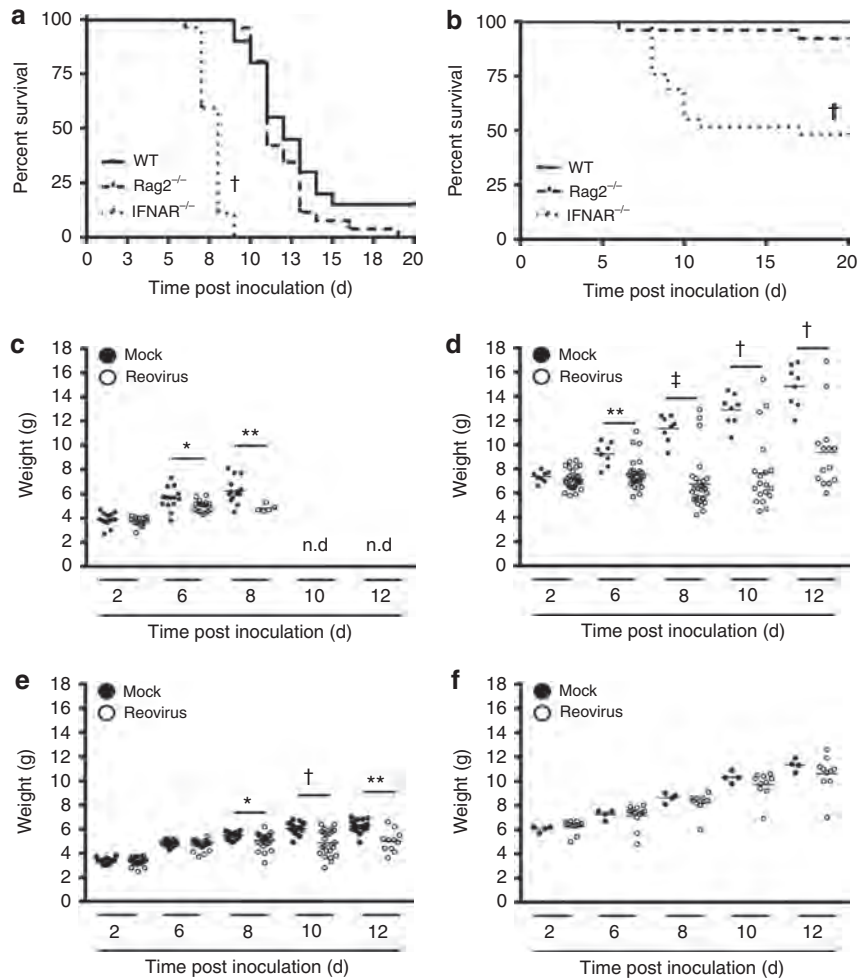 a
100
75
50
25
0
Percent survival
WT
Rag2⁻/⁻
IFNAR⁻/⁻
†
0 3 5 8 10 13 15 18 20
Time post inoculation (d)
b
100
75
50
25
0
Percent survival
WT
Rag2⁻/⁻
IFNAR⁻/⁻
†
0 5 10 15 20
Time post inoculation (d)
c
18
16
14
12
10
8
6
4
2
0
Weight (g)
Mock
Reovirus
* **
n.d n.d
2 6 8 10 12
Time post inoculation (d)
d
18
16
14
12
10
8
6
4
2
0
Weight (g)
Mock
Reovirus
** ‡ † †
2 6 8 10 12
Time post inoculation (d)
e
18
16
14
12
10
8
6
4
2
0
Weight (g)
Mock
Reovirus
* † **
2 6 8 10 12
Time post inoculation (d)
f
18
16
14
12
10
8
6
4
2
0
Weight (g)
Mock
Reovirus
2 6 8 10 12
Time post inoculation (d)